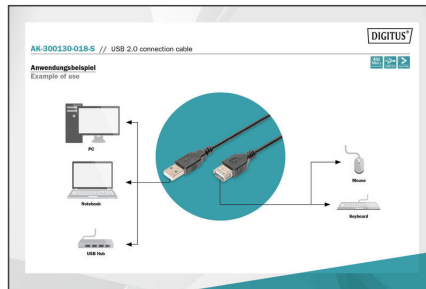 DIGITUS®
AK-300130-018-S // USB 2.0 connection cable
Anwendungsbeispiel
Example of use
PC
Notebook
USB Hub
Mouse
Keyboard